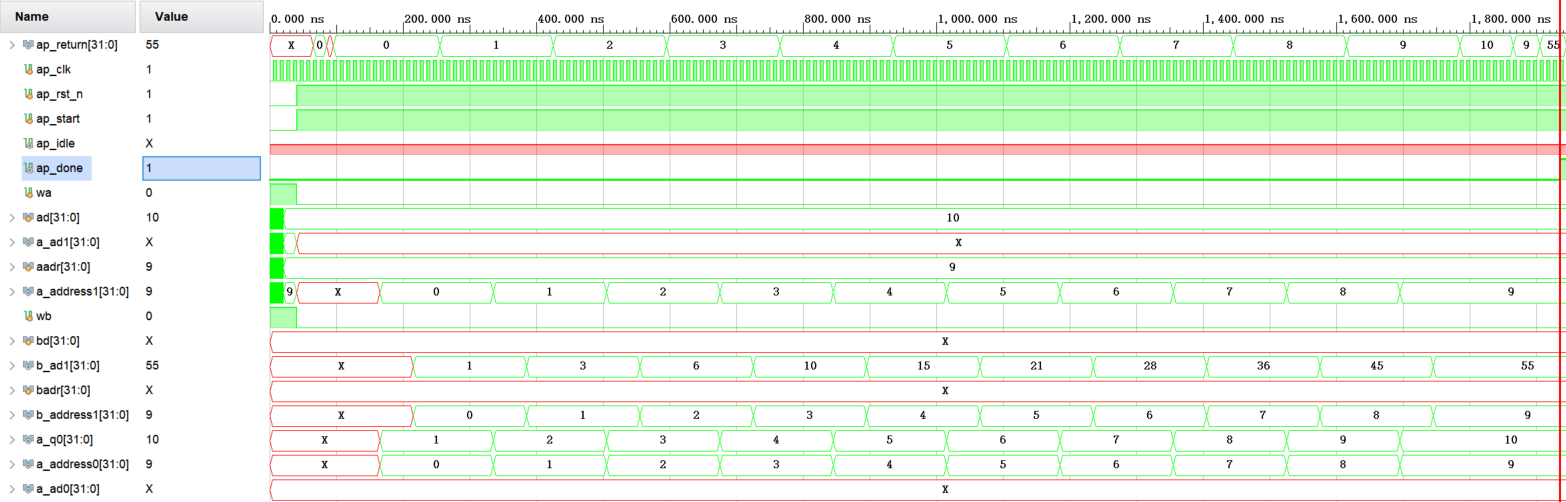 Name Value 0.000 ns 200.000 ns 400.000 ns 600.000 ns 800.000 ns 1,000.000 ns 1,200.000 ns 1,400.000 ns 1,600.000 ns 1,800.000 ns
ap_return[31:0] 55 X 0 0 1 2 3 4 5 6 7 8 9 10 9 55
ap_clk 1
ap_rst_n 1
ap_start 1
ap_idle X
ap_done 1
wa 0
ad[31:0] 10 10
a_ad1[31:0] X X
aadr[31:0] 9 9
a_address1[31:0] 9 9 X 0 1 2 3 4 5 6 7 8 9
wb 0
bd[31:0] X X
b_ad1[31:0] 55 X 1 3 6 10 15 21 28 36 45 55
badr[31:0] X X
b_address1[31:0] 9 X 0 1 2 3 4 5 6 7 8 9
a_q0[31:0] 10 X 1 2 3 4 5 6 7 8 9 10
a_address0[31:0] 9 X 0 1 2 3 4 5 6 7 8 9
a_ad0[31:0] X X